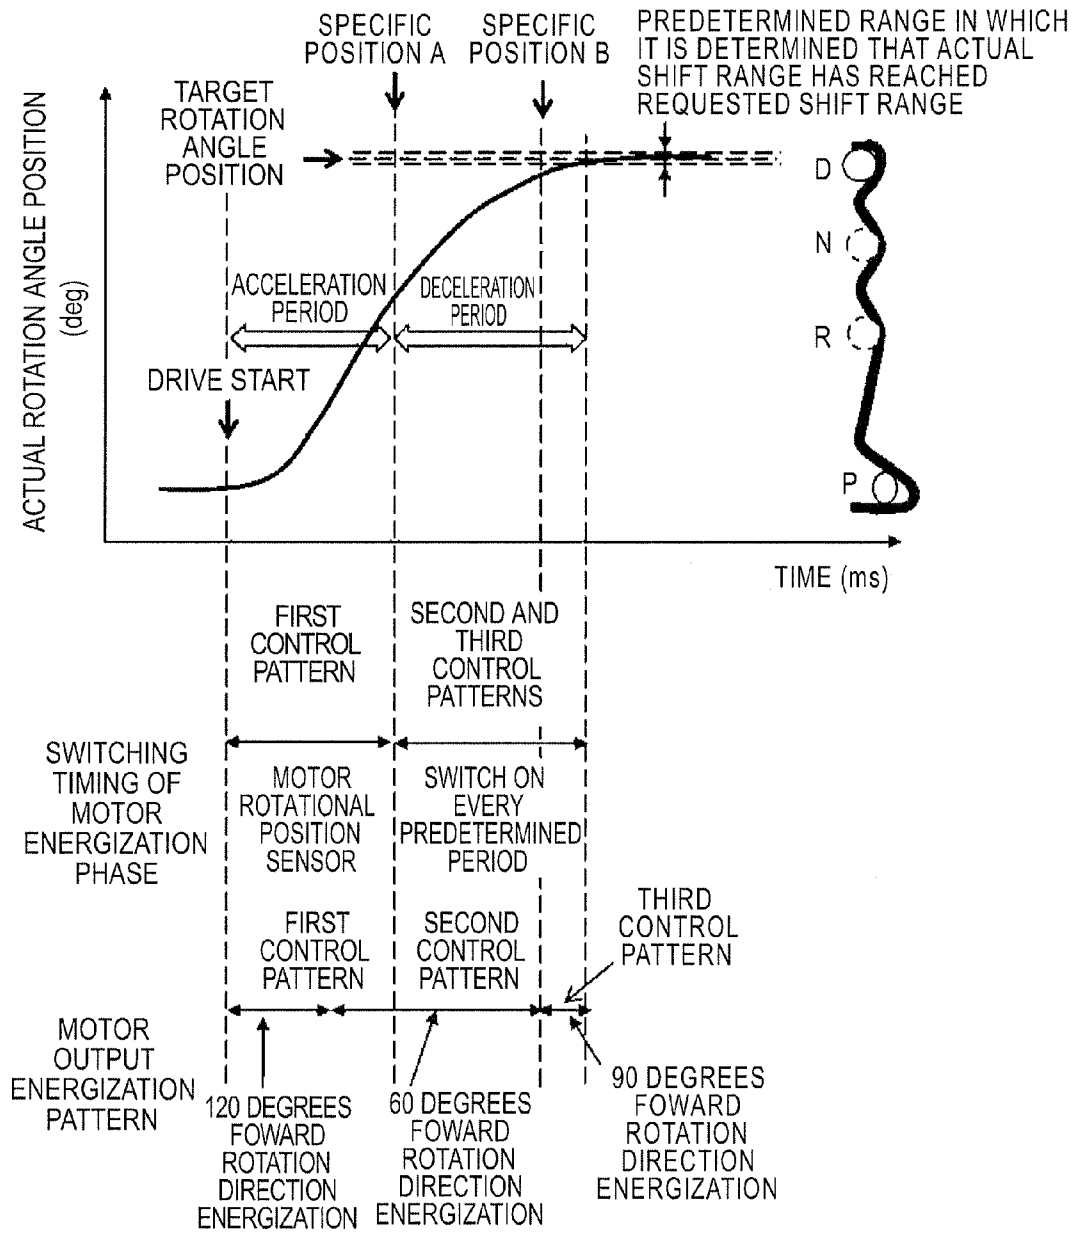 SPECIFIC
POSITION A
SPECIFIC
POSITION B
PREDETERMINED RANGE IN WHICH
IT IS DETERMINED THAT ACTUAL
SHIFT RANGE HAS REACHED
REQUESTED SHIFT RANGE
TARGET
ROTATION
ANGLE
POSITION
ACTUAL ROTATION ANGLE POSITION
(deg)
D
N
R
P
ACCELERATION
PERIOD
DECELERATION
PERIOD
DRIVE START
TIME (ms)
FIRST
CONTROL
PATTERN
SECOND AND
THIRD
CONTROL
PATTERNS
SWITCHING
TIMING OF
MOTOR
ENERGIZATION
PHASE
MOTOR
ROTATIONAL
POSITION
SENSOR
SWITCH ON
EVERY
PREDETERMINED
PERIOD
FIRST
CONTROL
PATTERN
SECOND
CONTROL
PATTERN
THIRD
CONTROL
PATTERN
MOTOR
OUTPUT
ENERGIZATION
PATTERN
120 DEGREES
FOWARD
ROTATION
DIRECTION
ENERGIZATION
60 DEGREES
FOWARD
ROTATION
DIRECTION
ENERGIZATION
90 DEGREES
FOWARD
ROTATION
DIRECTION
ENERGIZATION